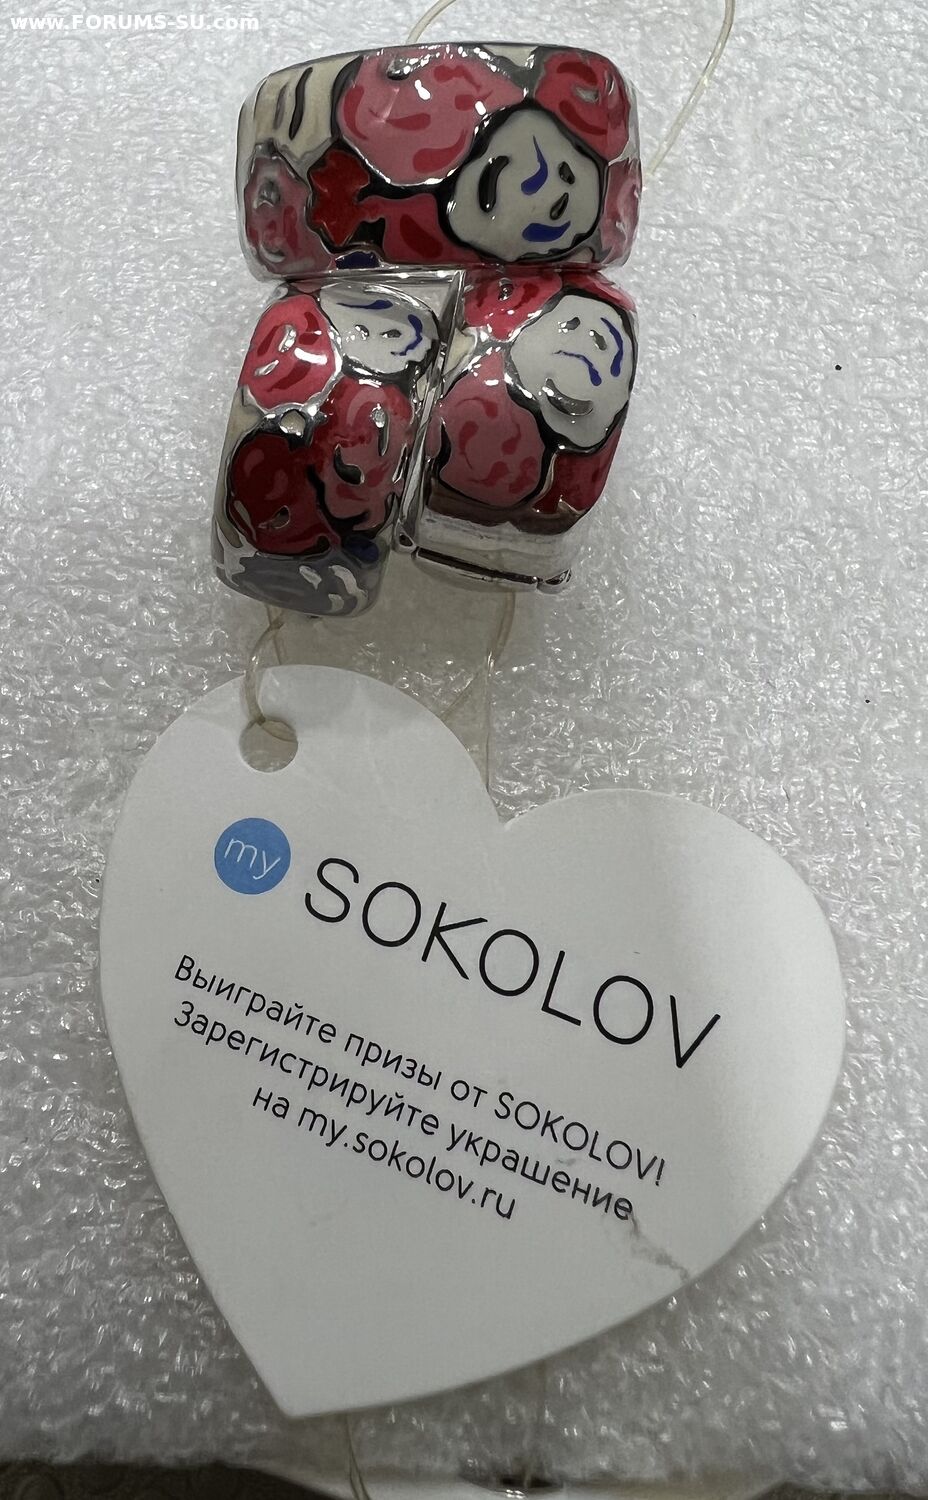 www.FORUMS-SU.com
my SOKOLOV
Выиграйте призы от SOKOLOV!
Зарегистрируйте украшение
на my.sokolov.ru